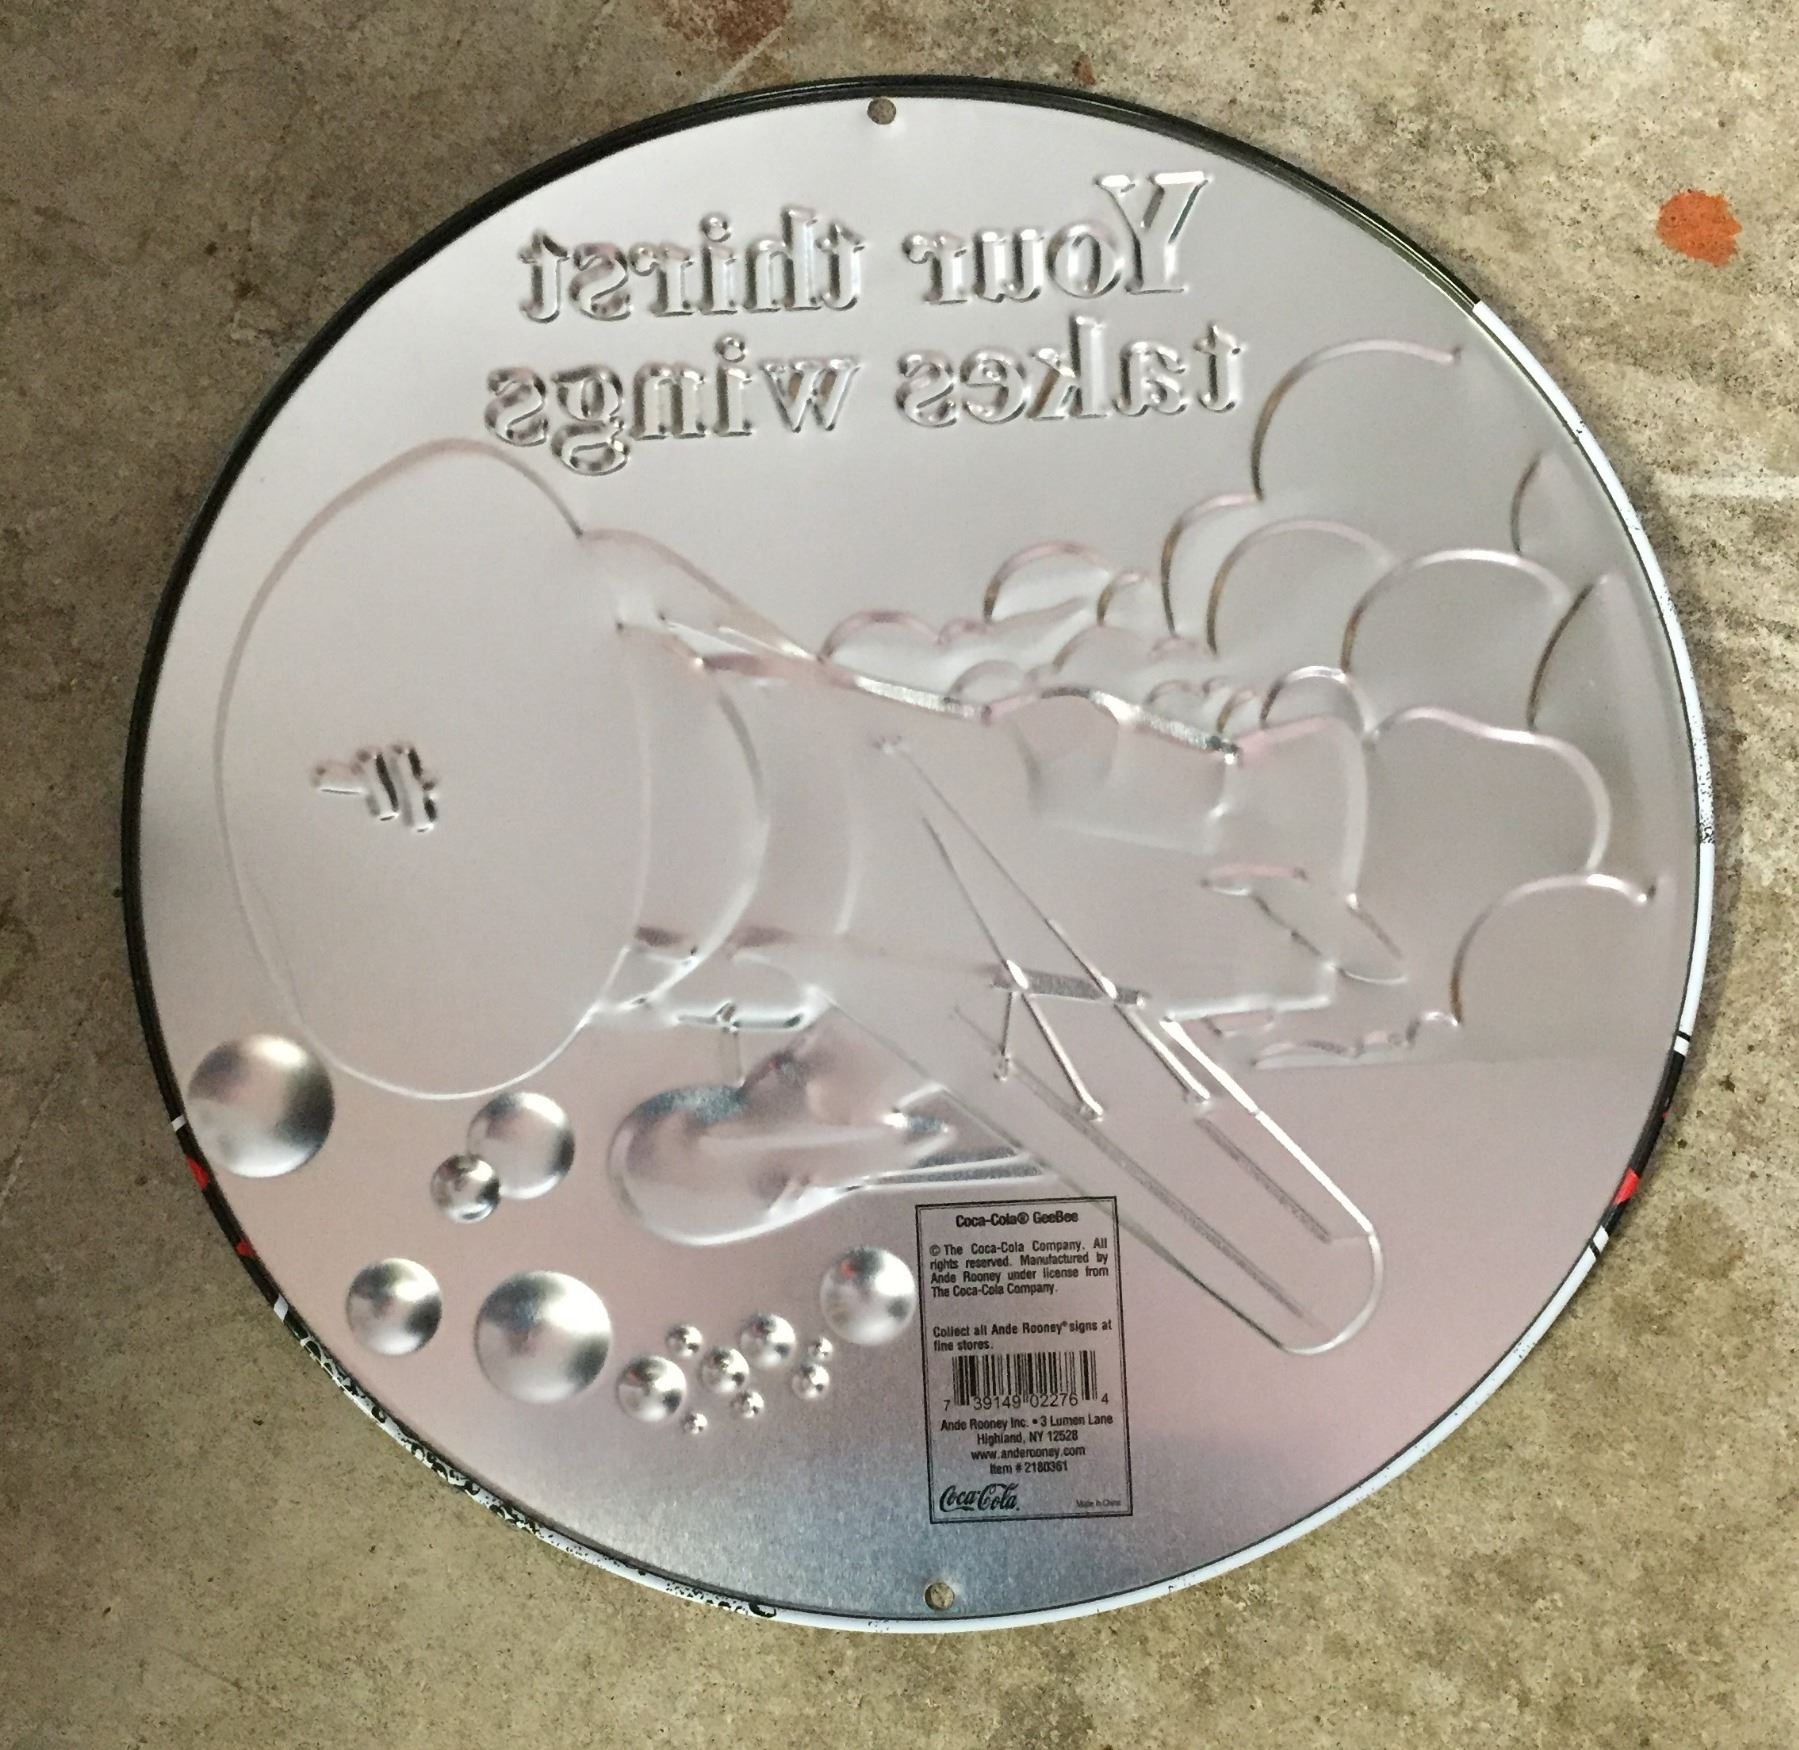 Your thirst
takes wings
Coca-Cola® GeeBee
© The Coca-Cola Company. All
rights reserved. Manufactured by
Ande Rooney under license from
The Coca-Cola Company.
Collect all Ande Rooney® signs at
fine stores.
7 39149 02276 4
Ande Rooney Inc. • 3 Lumen Lane
Highland, NY 12528
www.anderooney.com
Item # 2180361
Coca-Cola
Made in China